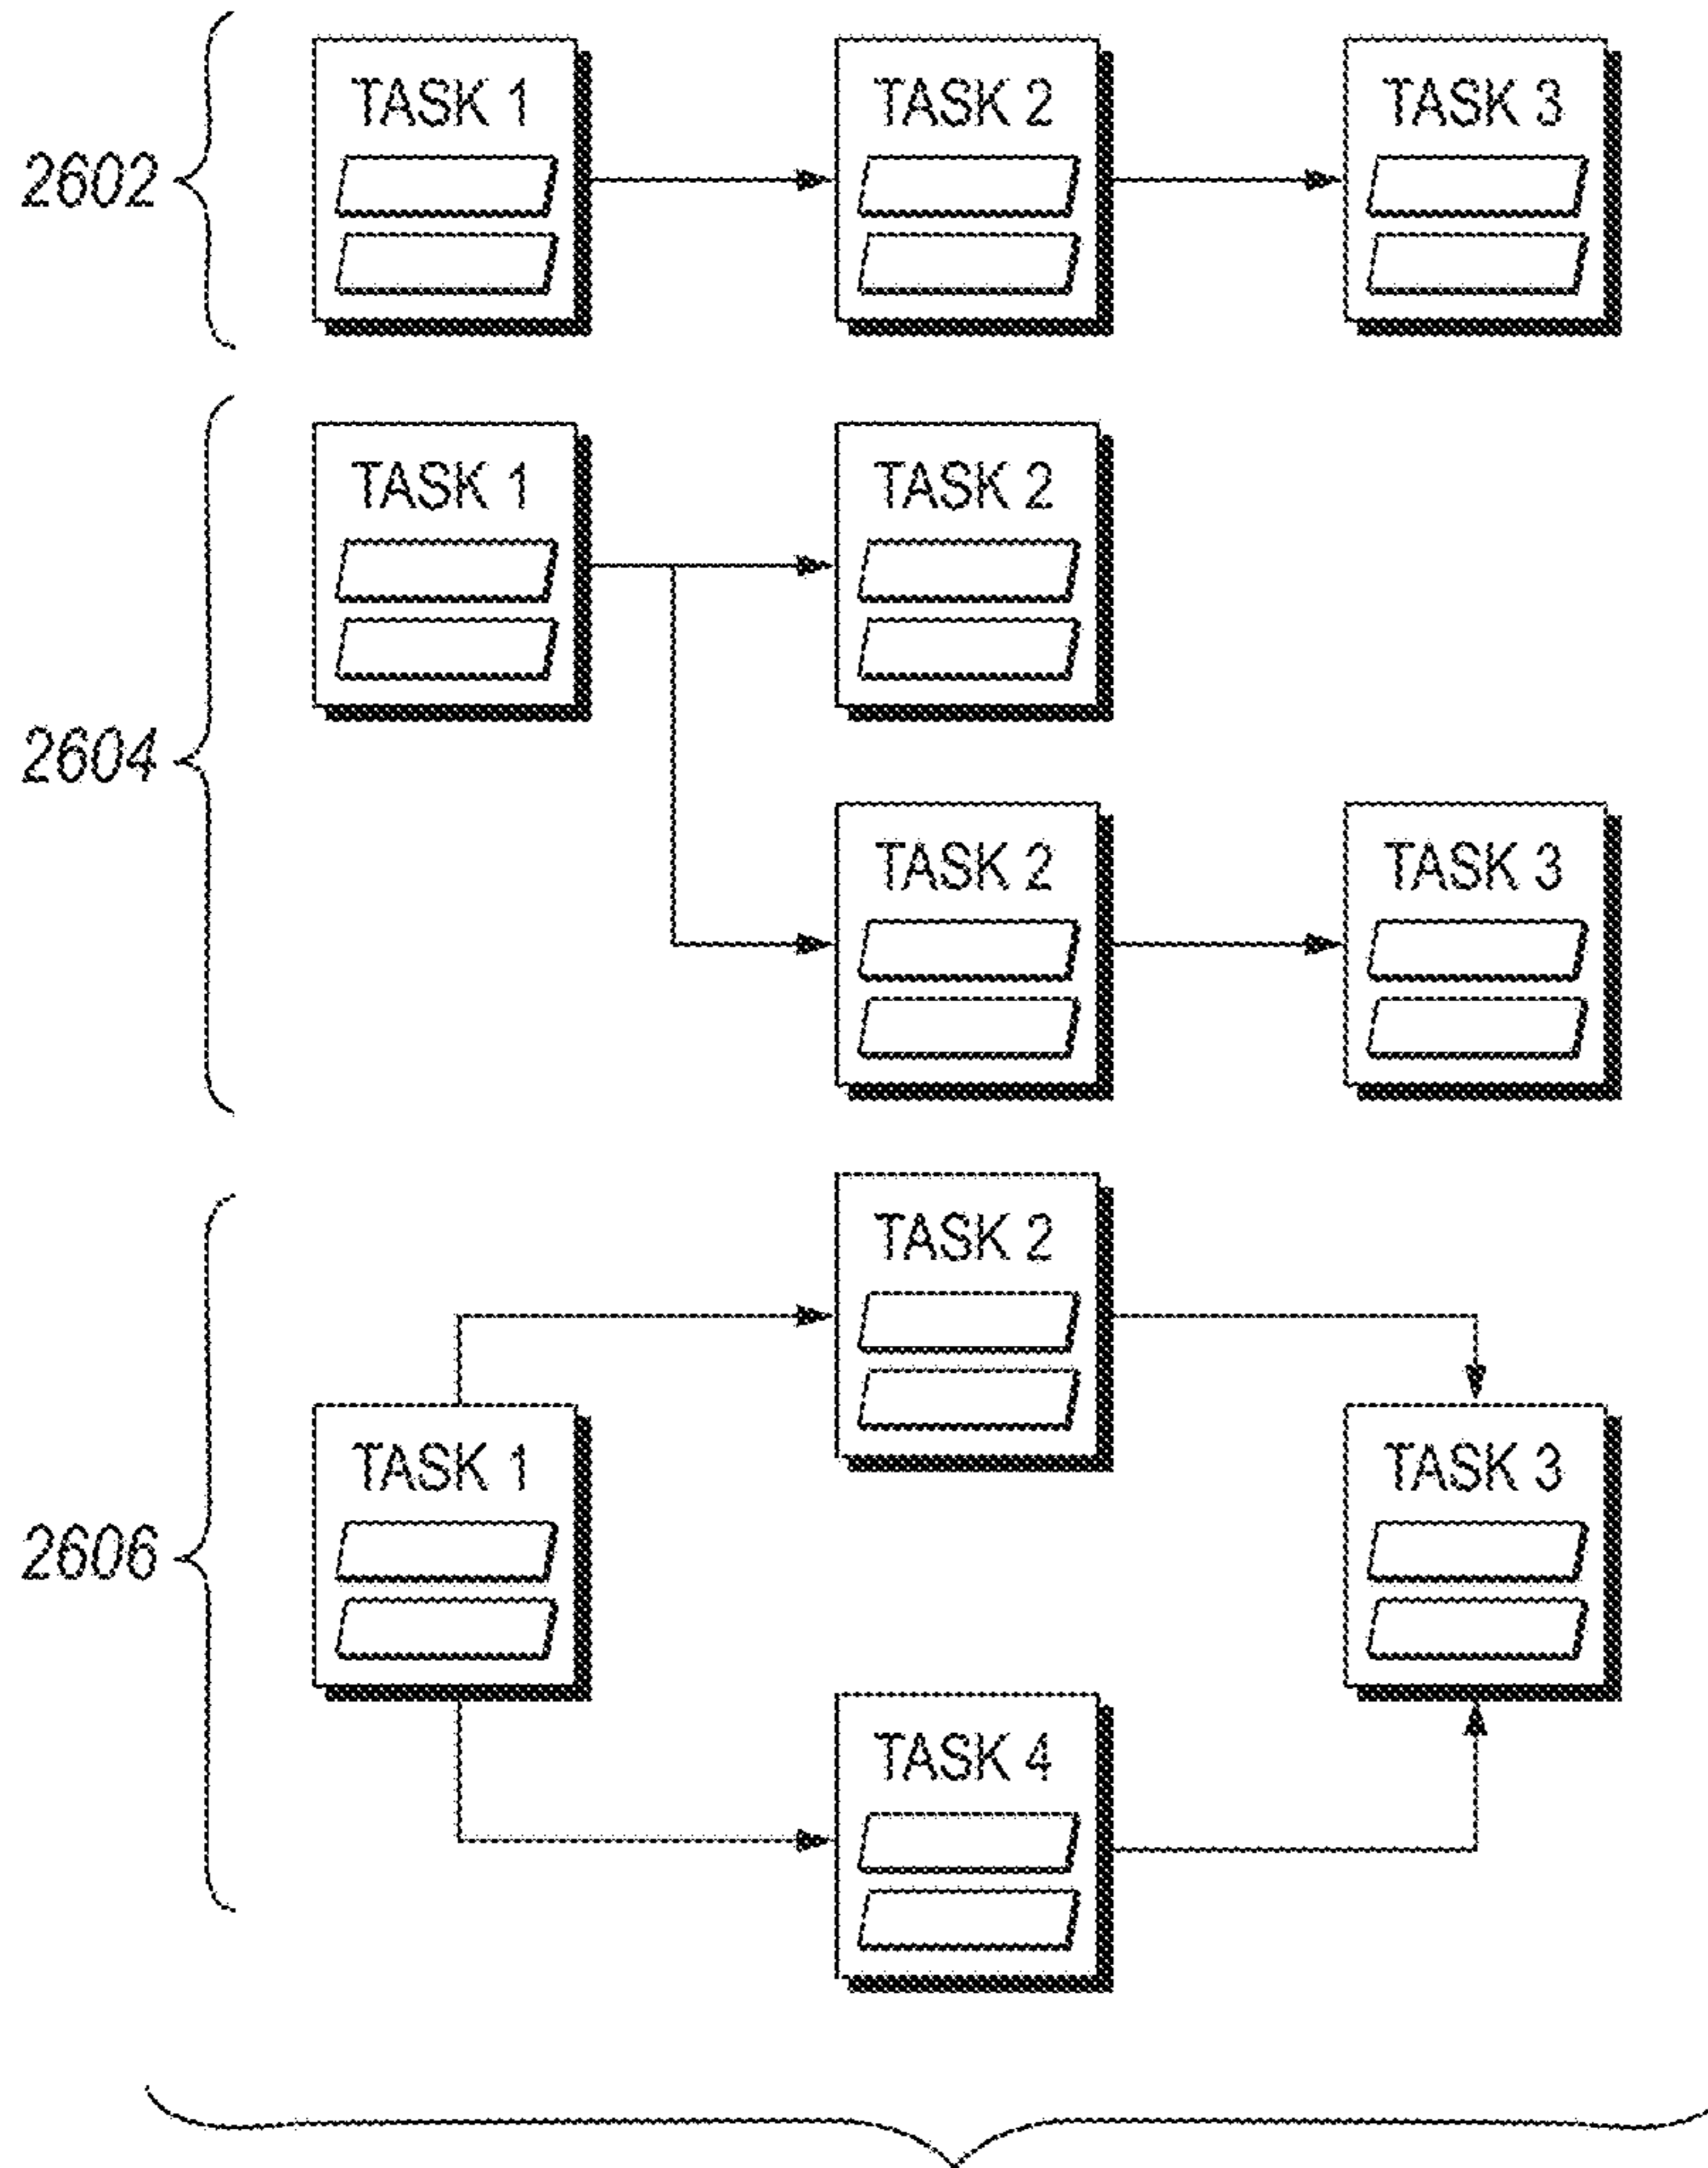 TASK 1 TASK 2 TASK 3
2602
TASK 1 TASK 2
2604
TASK 2 TASK 3
TASK 2
TASK 1 TASK 3
2606
TASK 4